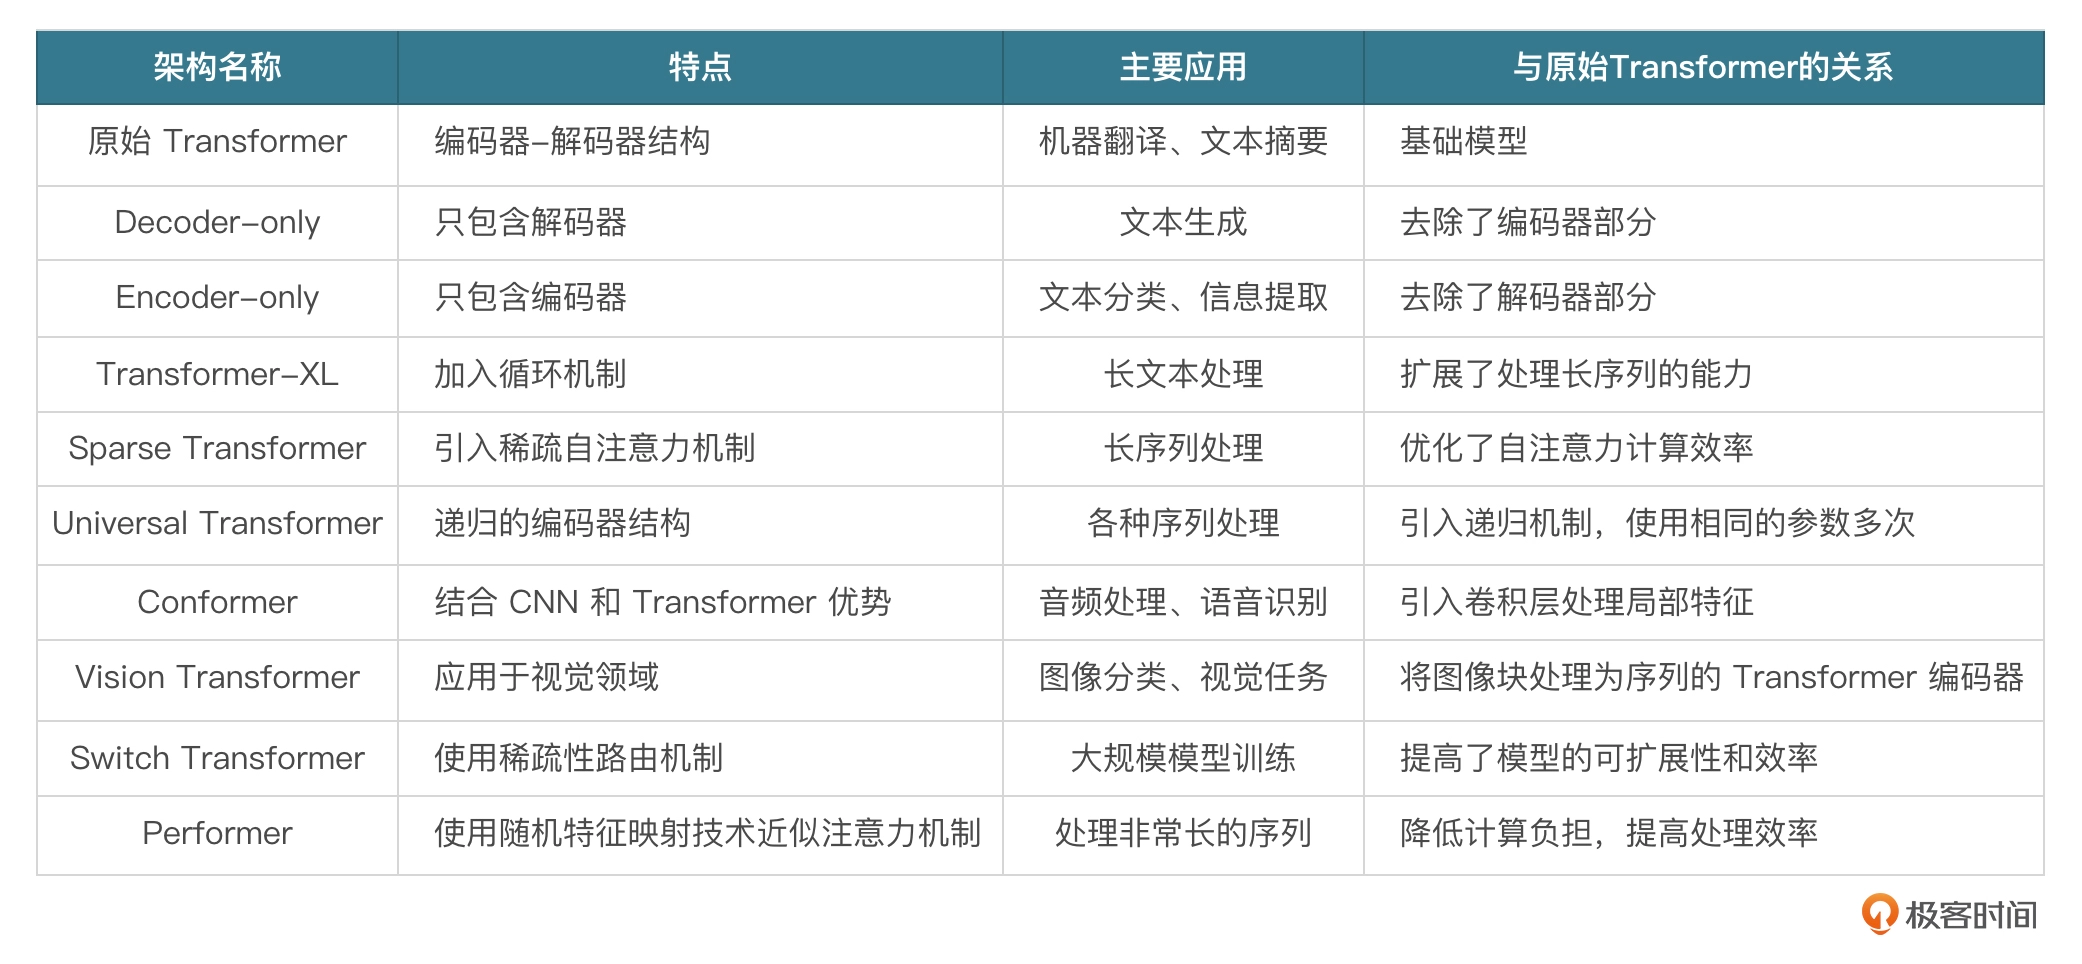 架构名称 特点 主要应用 与原始Transformer的关系
原始 Transformer 编码器-解码器结构 机器翻译、文本摘要 基础模型
Decoder-only 只包含解码器 文本生成 去除了编码器部分
Encoder-only 只包含编码器 文本分类、信息提取 去除了解码器部分
Transformer-XL 加入循环机制 长文本处理 扩展了处理长序列的能力
Sparse Transformer 引入稀疏自注意力机制 长序列处理 优化了自注意力计算效率
Universal Transformer 递归的编码器结构 各种序列处理 引入递归机制，使用相同的参数多次
Conformer 结合 CNN 和 Transformer 优势 音频处理、语音识别 引入卷积层处理局部特征
Vision Transformer 应用于视觉领域 图像分类、视觉任务 将图像块处理为序列的 Transformer 编码器
Switch Transformer 使用稀疏性路由机制 大规模模型训练 提高了模型的可扩展性和效率
Performer 使用随机特征映射技术近似注意力机制 处理非常长的序列 降低计算负担，提高处理效率
极客时间